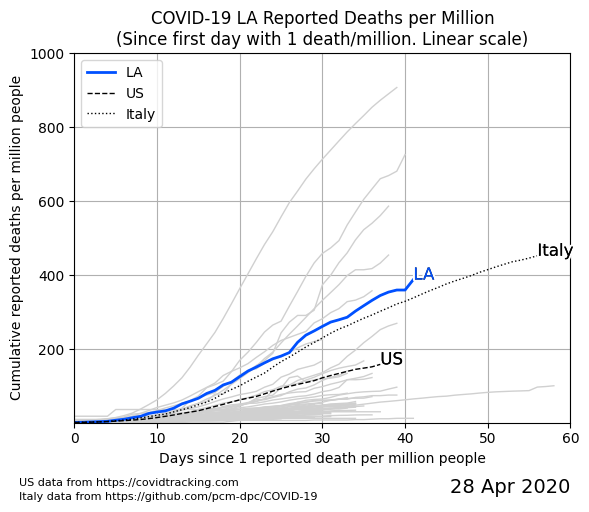 COVID-19 LA Reported Deaths per Million
(Since first day with 1 death/million. Linear scale)
Cumulative reported deaths per million people
1000
800
600
400
200
LA
US
Italy
Italy
LA
US
0 10 20 30 40 50 60
Days since 1 reported death per million people
US data from https://covidtracking.com
Italy data from https://github.com/pcm-dpc/COVID-19
28 Apr 2020